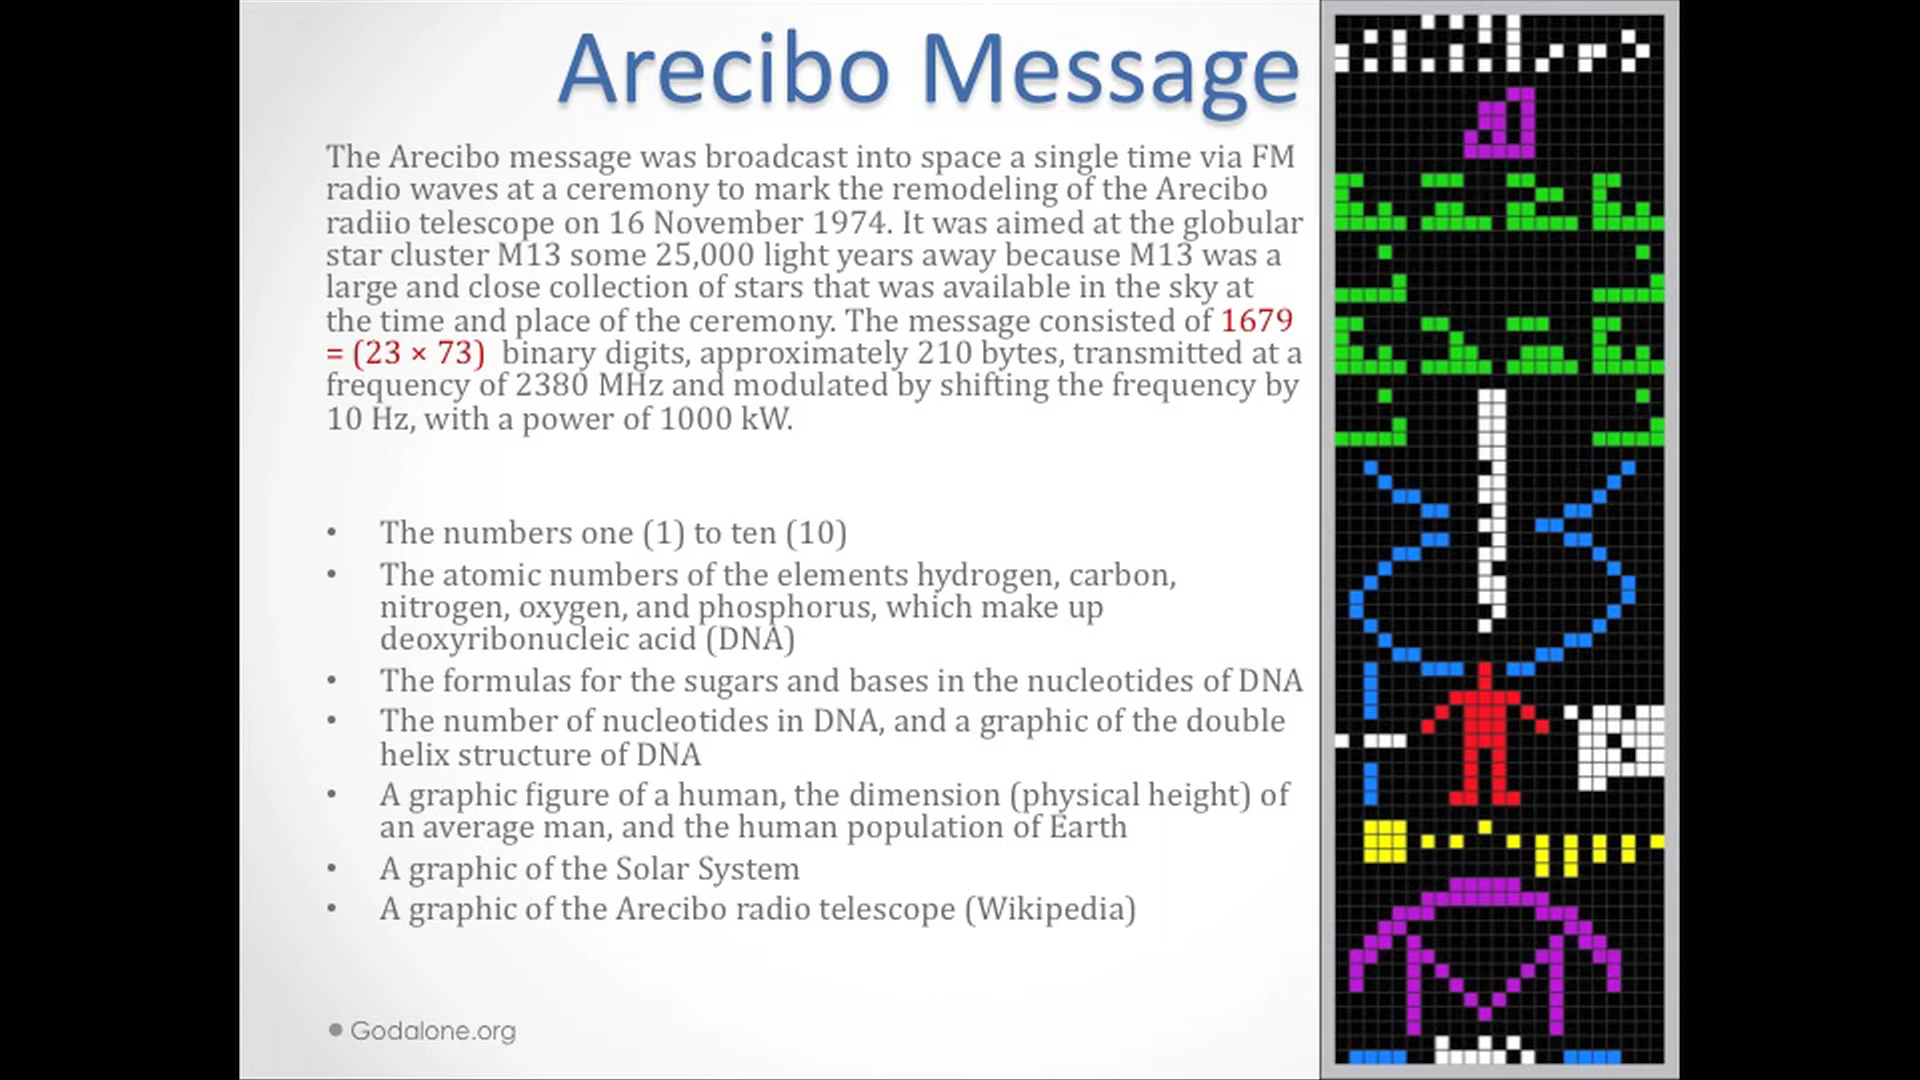 Arecibo Message
The Arecibo message was broadcast into space a single time via FM
radio waves at a ceremony to mark the remodeling of the Arecibo
radiio telescope on 16 November 1974. It was aimed at the globular
star cluster M13 some 25,000 light years away because M13 was a
large and close collection of stars that was available in the sky at
the time and place of the ceremony. The message consisted of 1679
= (23 × 73) binary digits, approximately 210 bytes, transmitted at a
frequency of 2380 MHz and modulated by shifting the frequency by
10 Hz, with a power of 1000 kW.
• The numbers one (1) to ten (10)
• The atomic numbers of the elements hydrogen, carbon,
nitrogen, oxygen, and phosphorus, which make up
deoxyribonucleic acid (DNA)
• The formulas for the sugars and bases in the nucleotides of DNA
• The number of nucleotides in DNA, and a graphic of the double
helix structure of DNA
• A graphic figure of a human, the dimension (physical height) of
an average man, and the human population of Earth
• A graphic of the Solar System
• A graphic of the Arecibo radio telescope (Wikipedia)
Godalone.org